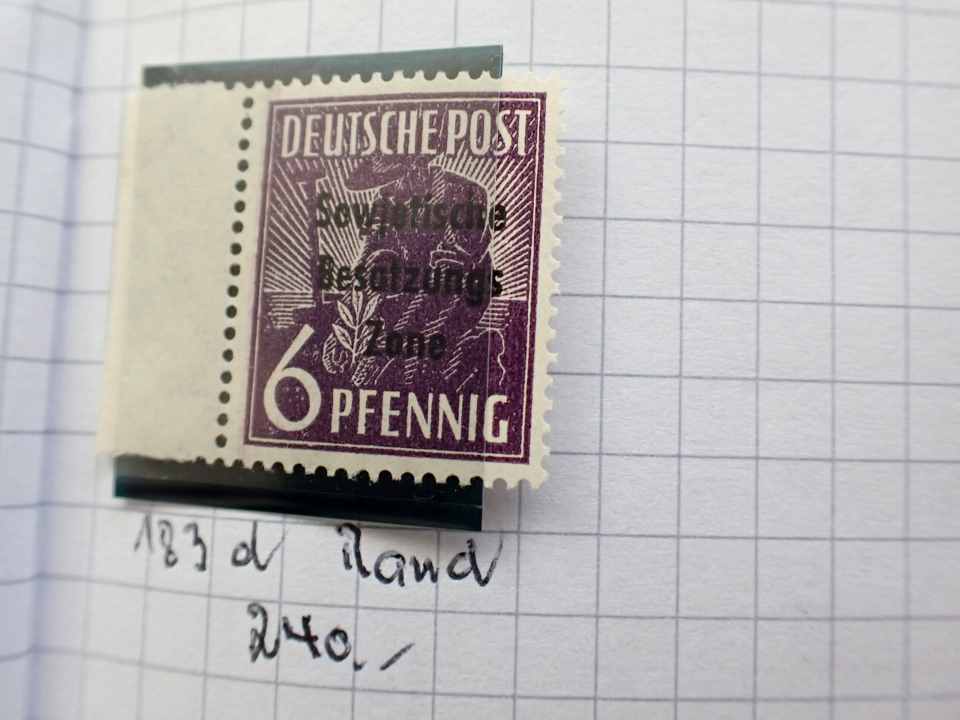 DEUTSCHE POST
Sowjetische
Besatzungs
Zone
6 PFENNIG
183 d Rand
240,-